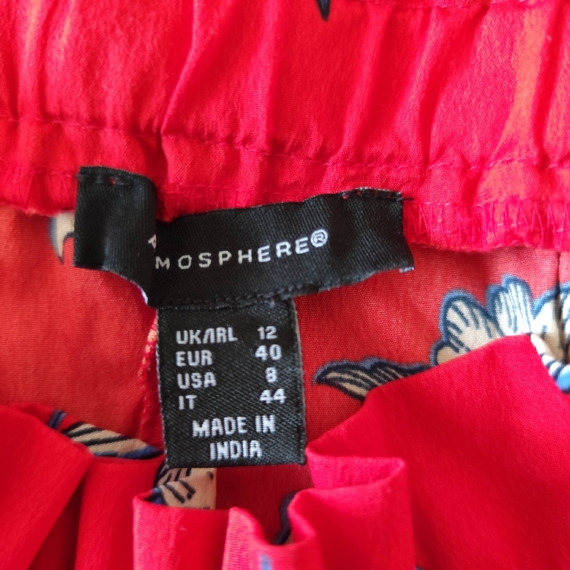 MOSPHERE®
UK/IRL 12
EUR 40
USA 8
IT 44
MADE IN
INDIA